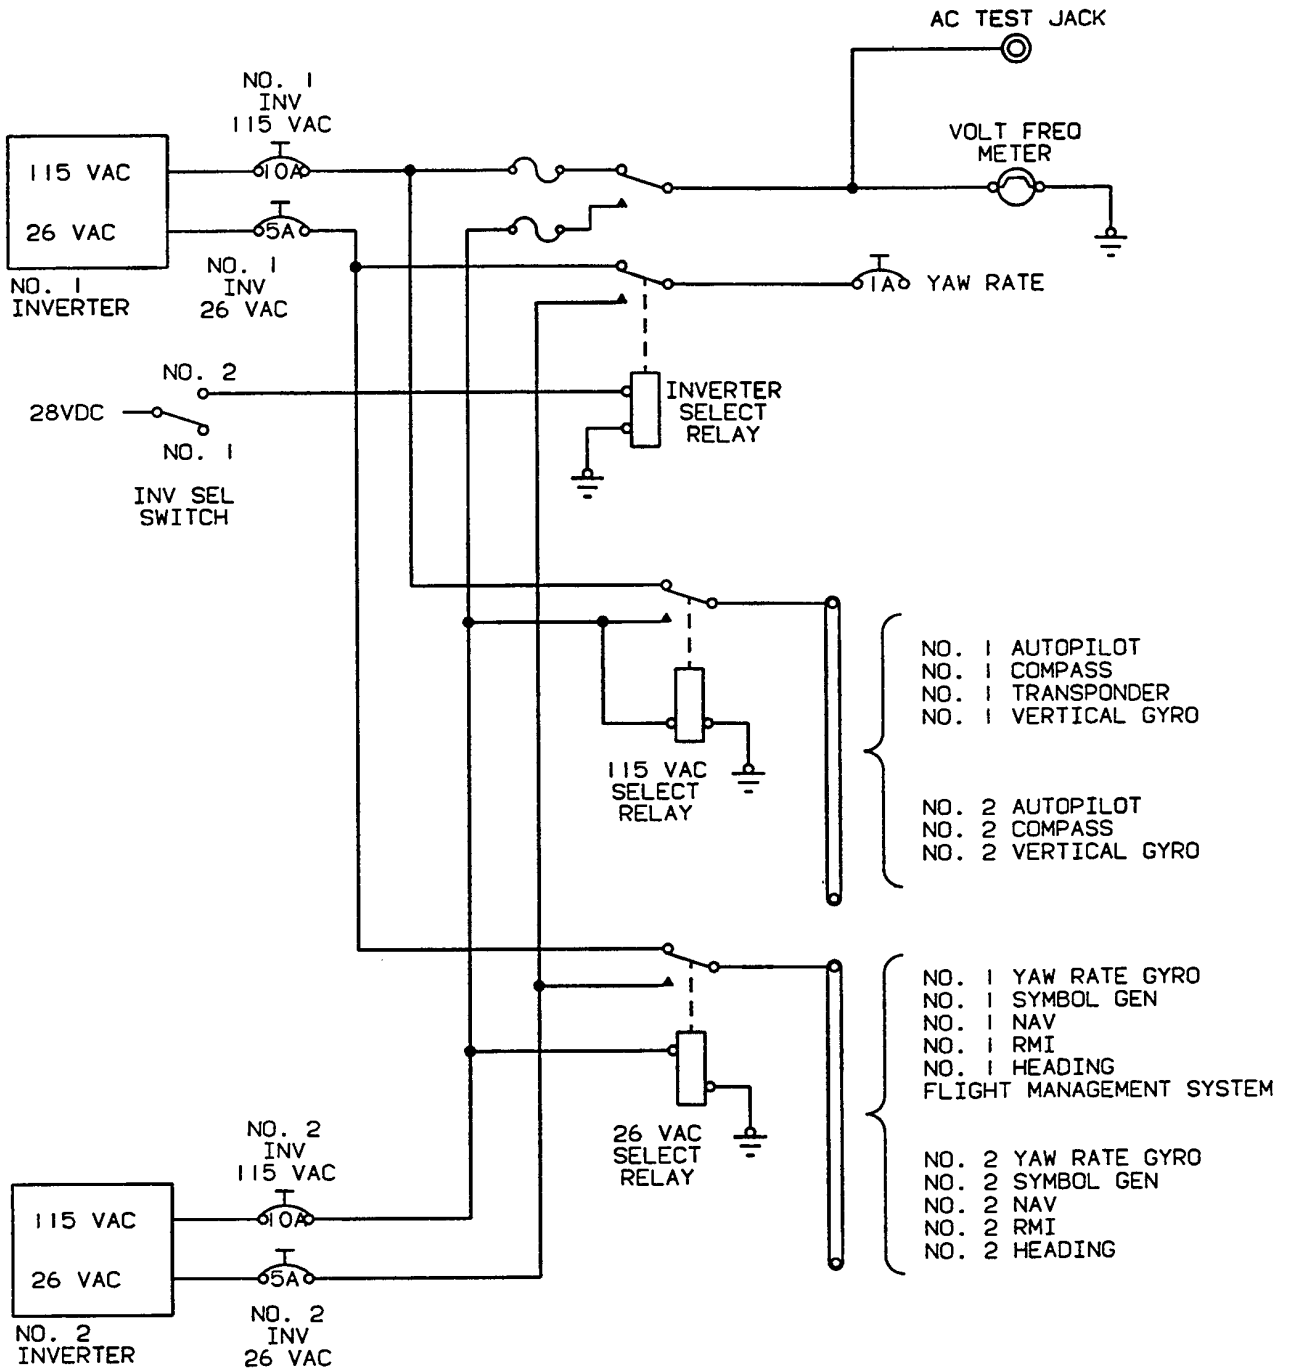 AC TEST JACK
NO. 1
INV
115 VAC
VOLT FREQ
METER
115 VAC
10A
26 VAC
5A
NO. 1
INVERTER
NO. 1
INV
26 VAC
1A
YAW RATE
NO. 2
28VDC
NO. 1
INV SEL
SWITCH
INVERTER
SELECT
RELAY
NO. 1 AUTOPILOT
NO. 1 COMPASS
NO. 1 TRANSPONDER
NO. 1 VERTICAL GYRO
115 VAC
SELECT
RELAY
NO. 2 AUTOPILOT
NO. 2 COMPASS
NO. 2 VERTICAL GYRO
NO. 1 YAW RATE GYRO
NO. 1 SYMBOL GEN
NO. 1 NAV
NO. 1 RMI
NO. 1 HEADING
FLIGHT MANAGEMENT SYSTEM
26 VAC
SELECT
RELAY
NO. 2 YAW RATE GYRO
NO. 2 SYMBOL GEN
NO. 2 NAV
NO. 2 RMI
NO. 2 HEADING
NO. 2
INV
115 VAC
115 VAC
10A
26 VAC
5A
NO. 2
INVERTER
NO. 2
INV
26 VAC